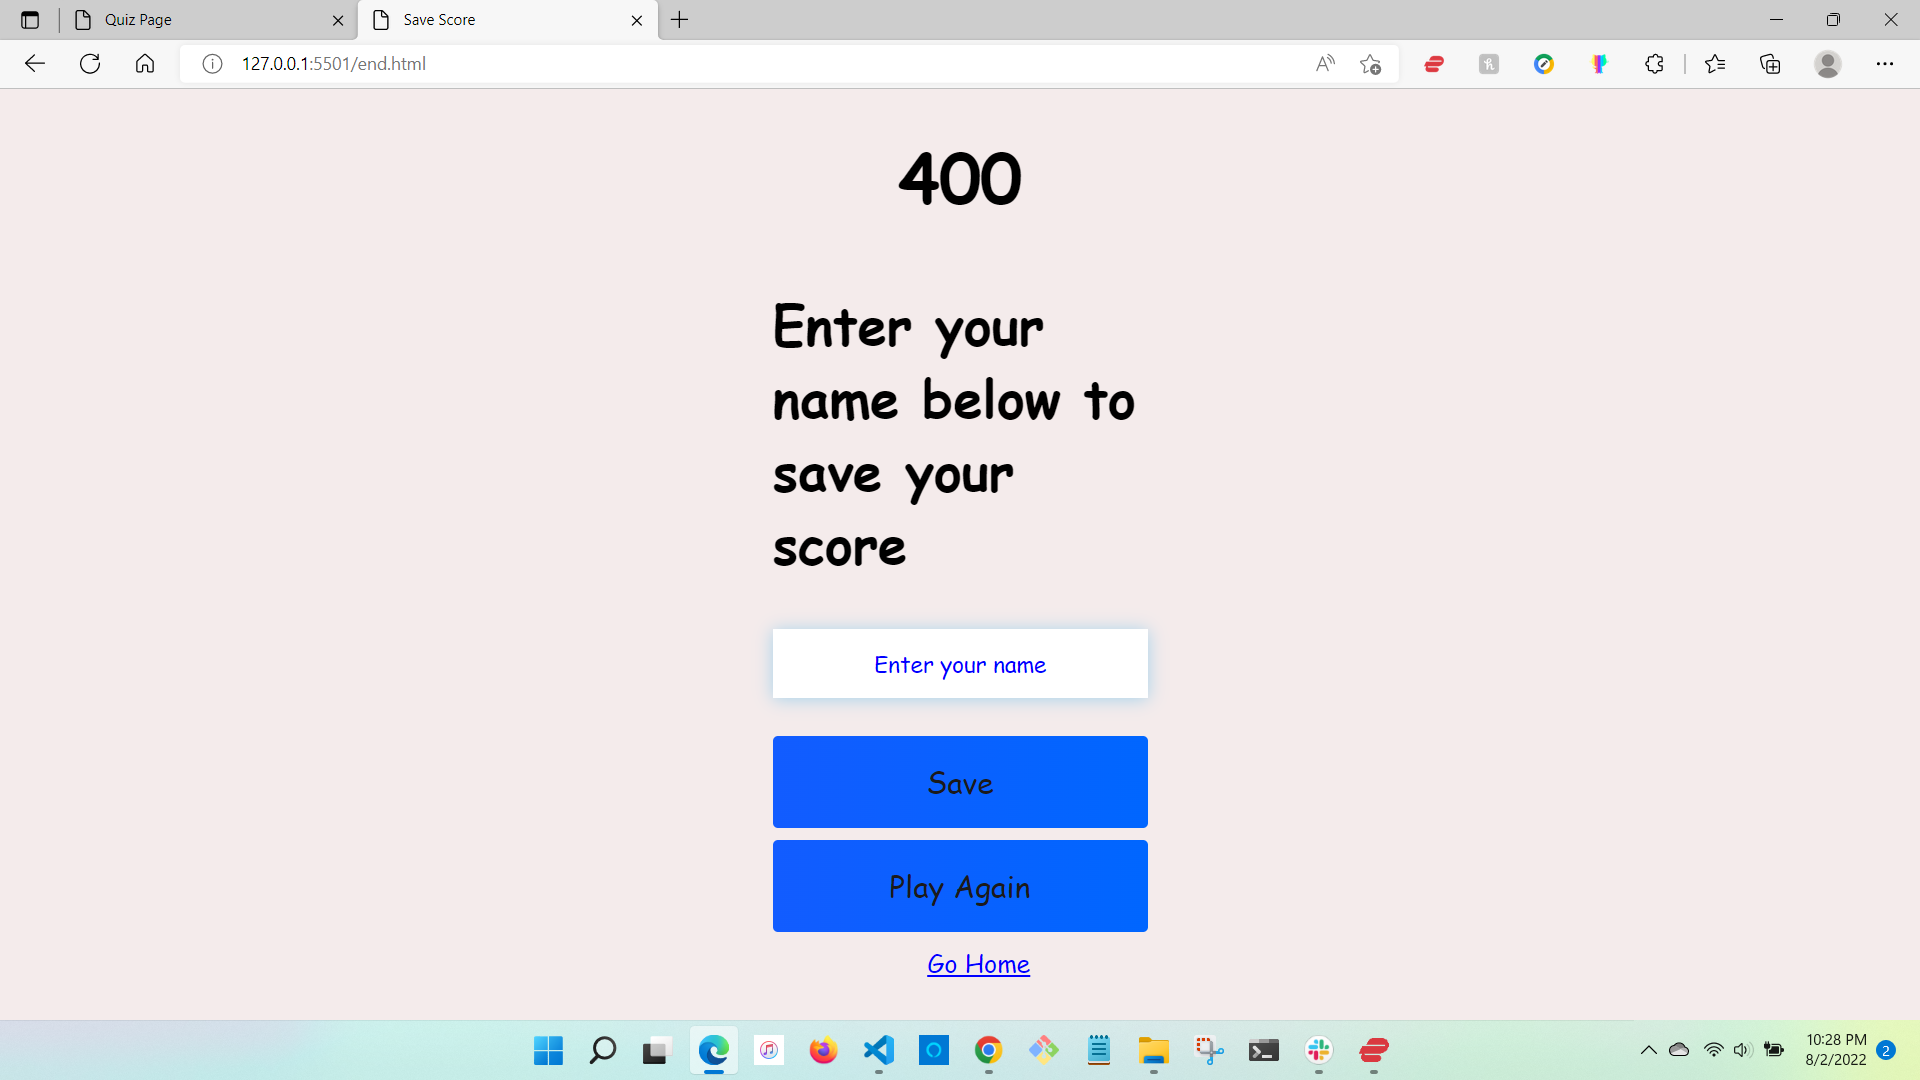 Quiz Page
Save Score
127.0.0.1:5501/end.html
400
Enter your
name below to
save your
score
Enter your name
Save
Play Again
Go Home
10:28 PM
8/2/2022
2